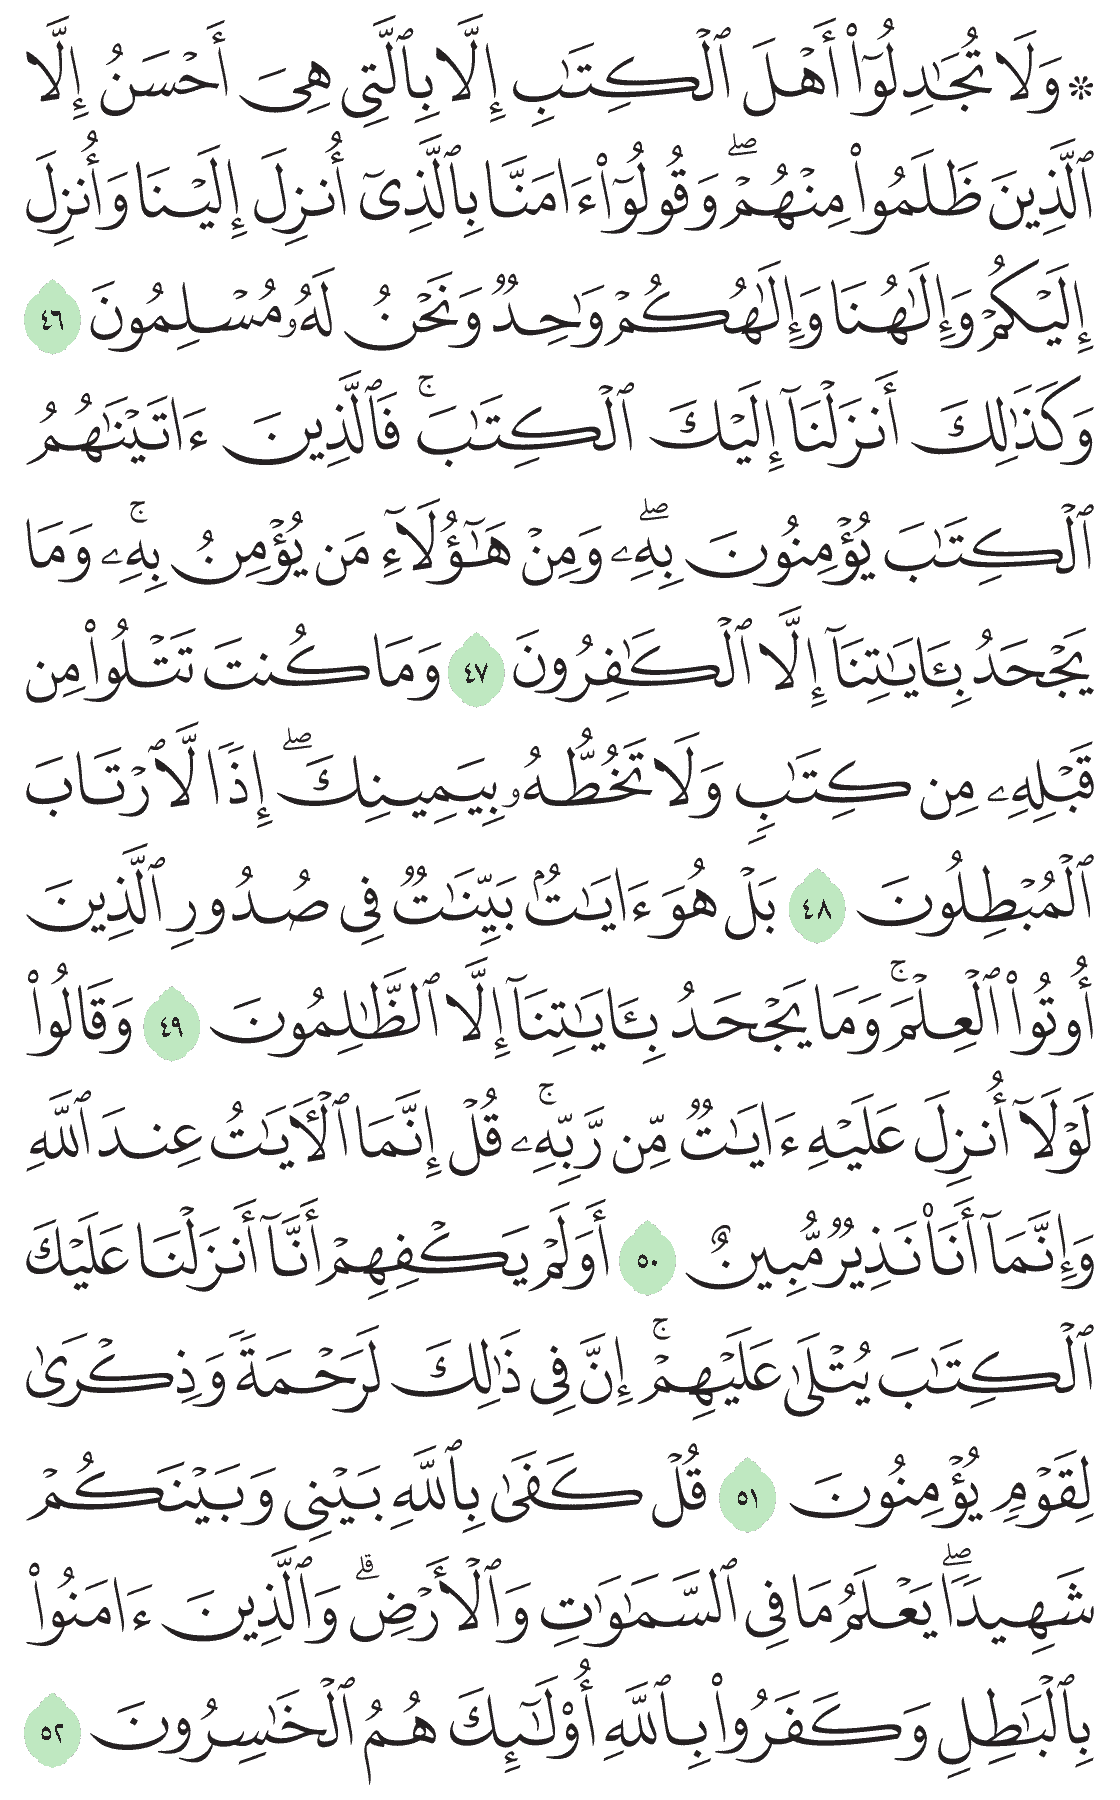 ۞ وَلَا تُجَـٰدِلُوٓا۟ أَهْلَ ٱلْكِتَـٰبِ إِلَّا بِٱلَّتِى هِىَ أَحْسَنُ إِلَّا
ٱلَّذِينَ ظَلَمُوا۟ مِنْهُمْ ۖ وَقُولُوٓا۟ ءَامَنَّا بِٱلَّذِىٓ أُنزِلَ إِلَيْنَا وَأُنزِلَ
إِلَيْكُمْ وَإِلَـٰهُنَا وَإِلَـٰهُكُمْ وَٰحِدٌ وَنَحْنُ لَهُۥ مُسْلِمُونَ ٤٦
وَكَذَٰلِكَ أَنزَلْنَآ إِلَيْكَ ٱلْكِتَـٰبَ ۚ فَٱلَّذِينَ ءَاتَيْنَـٰهُمُ
ٱلْكِتَـٰبَ يُؤْمِنُونَ بِهِۦ ۖ وَمِنْ هَـٰٓؤُلَآءِ مَن يُؤْمِنُ بِهِۦ ۚ وَمَا
يَجْحَدُ بِـَٔايَـٰتِنَآ إِلَّا ٱلْكَـٰفِرُونَ ٤٧ وَمَا كُنتَ تَتْلُوا۟ مِن
قَبْلِهِۦ مِن كِتَـٰبٍ وَلَا تَخُطُّهُۥ بِيَمِينِكَ ۖ إِذًا لَّٱرْتَابَ
ٱلْمُبْطِلُونَ ٤٨ بَلْ هُوَ ءَايَـٰتٌۢ بَيِّنَـٰتٌ فِى صُدُورِ ٱلَّذِينَ
أُوتُوا۟ ٱلْعِلْمَ ۚ وَمَا يَجْحَدُ بِـَٔايَـٰتِنَآ إِلَّا ٱلظَّـٰلِمُونَ ٤٩ وَقَالُوا۟
لَوْلَآ أُنزِلَ عَلَيْهِ ءَايَـٰتٌ مِّن رَّبِّهِۦ ۚ قُلْ إِنَّمَا ٱلْـَٔايَـٰتُ عِندَ ٱللَّهِ
وَإِنَّمَآ أَنَا۠ نَذِيرٌ مُّبِينٌ ٥٠ أَوَلَمْ يَكْفِهِمْ أَنَّآ أَنزَلْنَا عَلَيْكَ
ٱلْكِتَـٰبَ يُتْلَىٰ عَلَيْهِمْ ۚ إِنَّ فِى ذَٰلِكَ لَرَحْمَةً وَذِكْرَىٰ
لِقَوْمٍ يُؤْمِنُونَ ٥١ قُلْ كَفَىٰ بِٱللَّهِ بَيْنِى وَبَيْنَكُمْ
شَهِيدًا ۖ يَعْلَمُ مَا فِى ٱلسَّمَـٰوَٰتِ وَٱلْأَرْضِ ۗ وَٱلَّذِينَ ءَامَنُوا۟
بِٱلْبَـٰطِلِ وَكَفَرُوا۟ بِٱللَّهِ أُو۟لَـٰٓئِكَ هُمُ ٱلْخَـٰسِرُونَ ٥٢